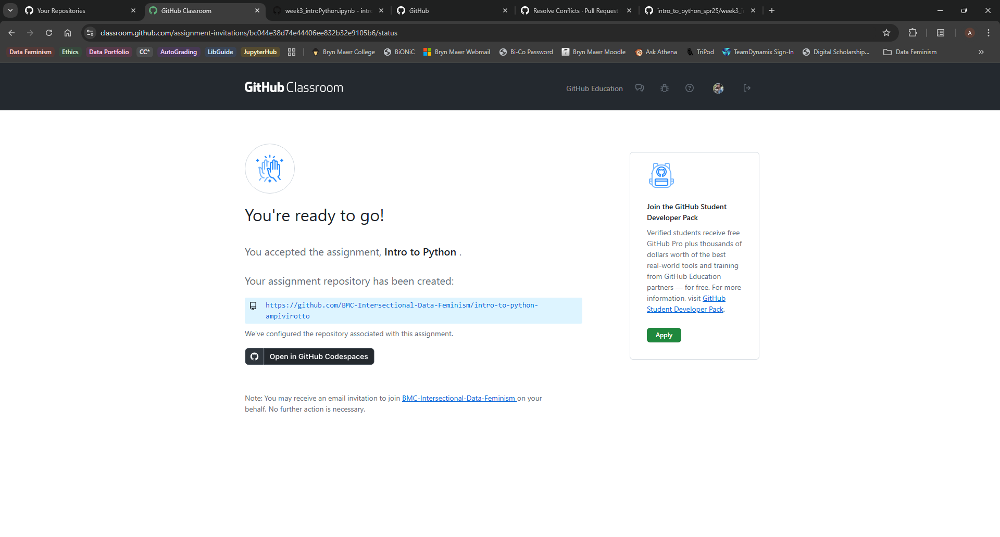 Your Repositories
GitHub Classroom
week3_introPython.ipynb - intro
GitHub
Resolve Conflicts · Pull Request
intro_to_python_spr25/week3_i
classroom.github.com/assignment-invitations/bc044e38d74e44406ee832b32e9105b6/status
A
Data Feminism
Ethics
Data Portfolio
CC*
AutoGrading
LibGuide
JupyterHub
Bryn Mawr College
BiONiC
Bryn Mawr Webmail
Bi-Co Password
Bryn Mawr Moodle
Ask Athena
TriPod
TeamDynamix Sign-In
Digital Scholarship...
Data Feminism
GitHub Classroom
GitHub Education
You're ready to go!
You accepted the assignment, Intro to Python .
Your assignment repository has been created:
https://github.com/BMC-Intersectional-Data-Feminism/intro-to-python-
ampivirotto
We've configured the repository associated with this assignment.
Open in GitHub Codespaces
Note: You may receive an email invitation to join BMC-Intersectional-Data-Feminism on your
behalf. No further action is necessary.
Join the GitHub Student
Developer Pack
Verified students receive free
GitHub Pro plus thousands of
dollars worth of the best
real-world tools and training
from GitHub Education
partners — for free. For more
information, visit GitHub
Student Developer Pack.
Apply